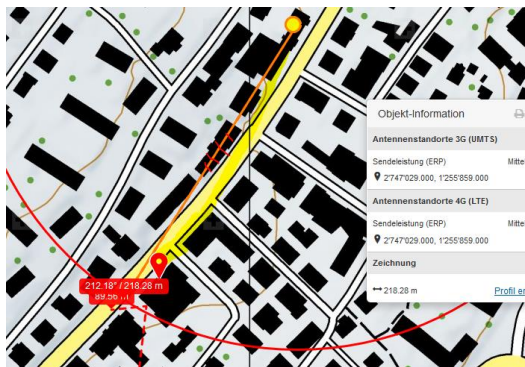 Objekt-Information
Antennenstandorte 3G (UMTS)
Sendeleistung (ERP) Mitte
2'747'029.000, 1'255'859.000
Antennenstandorte 4G (LTE)
Sendeleistung (ERP) Mitte
2'747'029.000, 1'255'859.000
Zeichnung
218.28 m Profil er
212.18° / 218.28 m
89.56 m